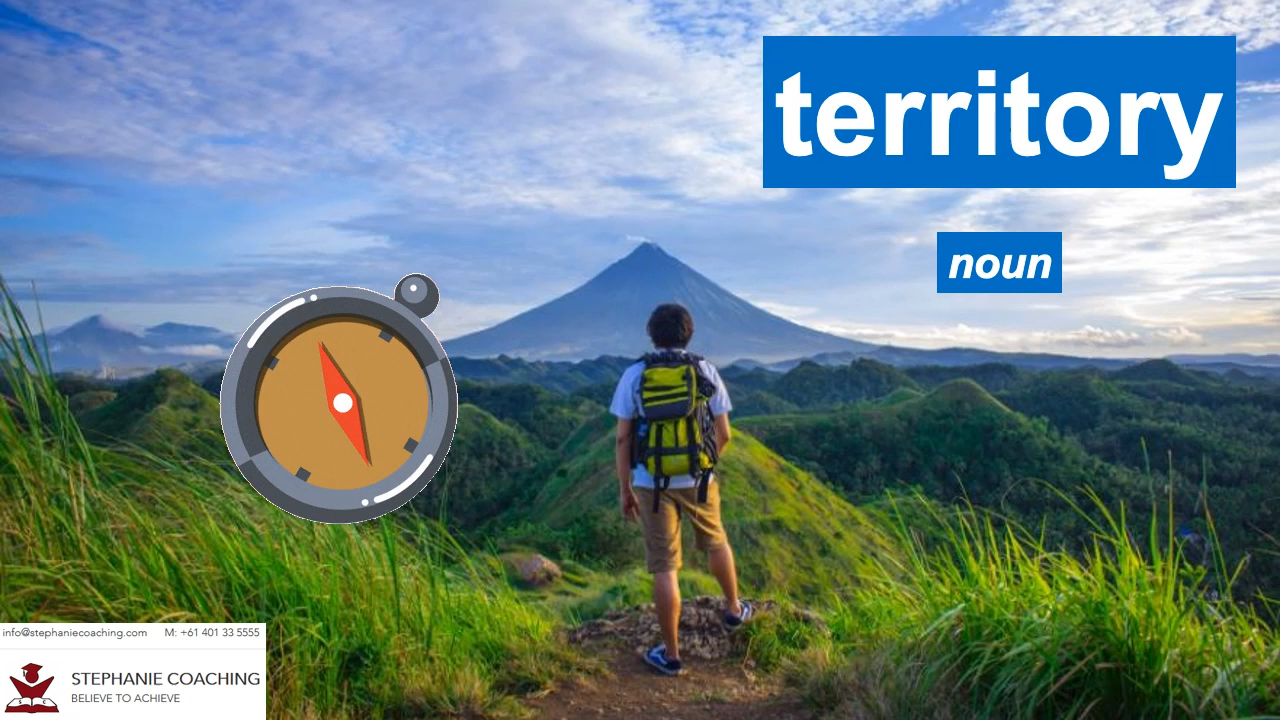 territory
noun
info@stephaniecoaching.com M: +61 401 33 5555
STEPHANIE COACHING
BELIEVE TO ACHIEVE